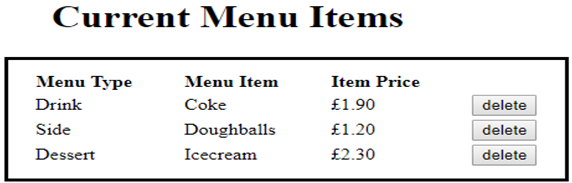 Current Menu Items
Menu Type Menu Item Item Price
Drink Coke £1.90 delete
Side Doughballs £1.20 delete
Dessert Icecream £2.30 delete